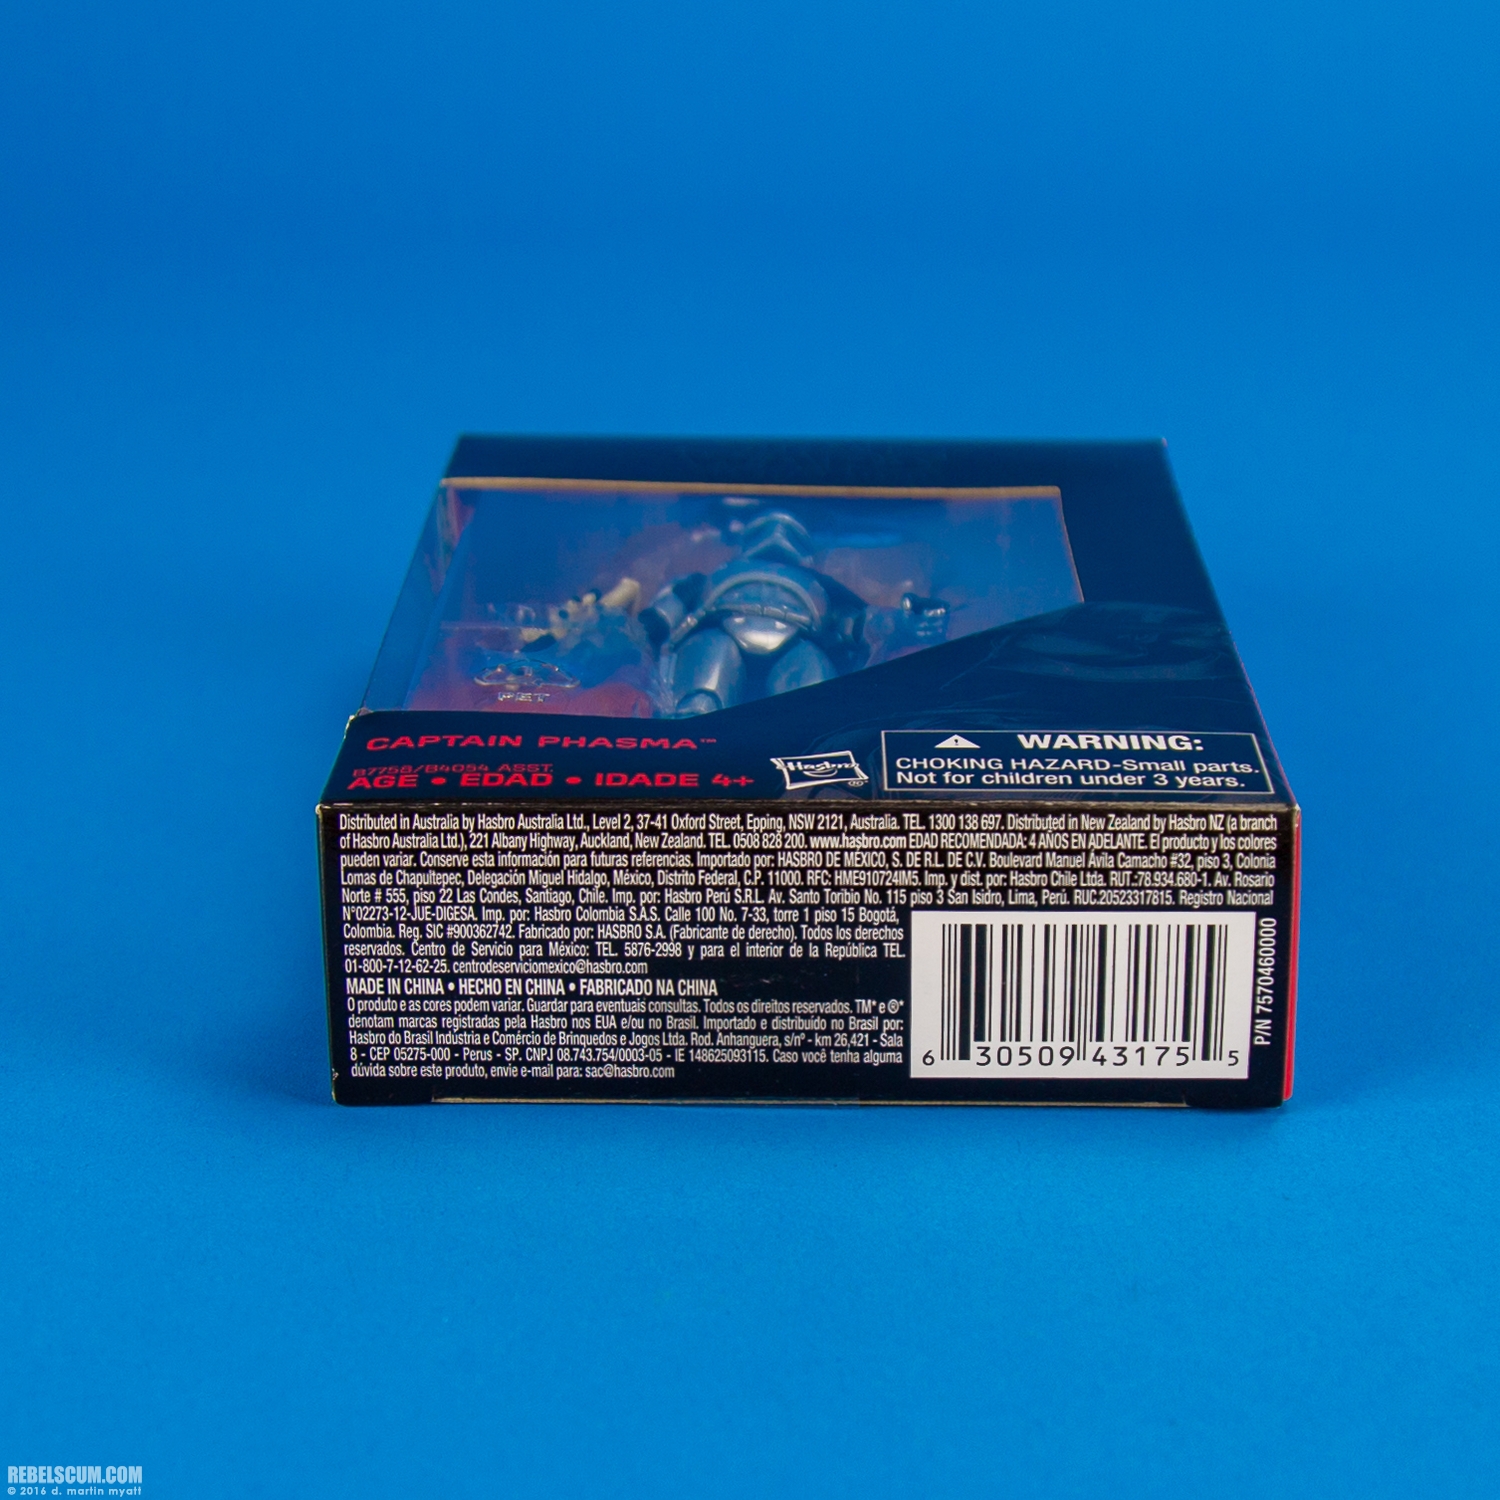 PET
CAPTAIN PHASMA™
B7758/B4054 ASST.
AGE • EDAD • IDADE 4+
Hasbro ®
WARNING:
CHOKING HAZARD-Small parts.
Not for children under 3 years.
Distributed in Australia by Hasbro Australia Ltd., Level 2, 37-41 Oxford Street, Epping, NSW 2121, Australia. TEL. 1300 138 697. Distributed in New Zealand by Hasbro NZ (a branch
of Hasbro Australia Ltd.), 221 Albany Highway, Auckland, New Zealand. TEL. 0508 828 200. www.hasbro.com EDAD RECOMENDADA: 4 AÑOS EN ADELANTE. El producto y los colores
pueden variar. Conserve esta información para futuras referencias. Importado por: HASBRO DE MÉXICO, S. DE R.L. DE C.V. Boulevard Manuel Ávila Camacho #32, piso 3, Colonia
Lomas de Chapultepec, Delegación Miguel Hidalgo, México, Distrito Federal, C.P. 11000. RFC: HME910724IM5. Imp. y dist. por: Hasbro Chile Ltda. RUT.:78.934.680-1. Av. Rosario
Norte # 555, piso 22 Las Condes, Santiago, Chile. Imp. por: Hasbro Perú S.R.L. Av. Santo Toribio No. 115 piso 3 San Isidro, Lima, Perú. RUC.20523317815. Registro Nacional
N°02273-12-JUE-DIGESA. Imp. por: Hasbro Colombia S.A.S. Calle 100 No. 7-33, torre 1 piso 15 Bogotá,
Colombia. Reg. SIC #900362742. Fabricado por: HASBRO S.A. (Fabricante de derecho). Todos los derechos
reservados. Centro de Servicio para México: TEL. 5876-2998 y para el interior de la República TEL.
01-800-7-12-62-25. centrodeserviciomexico@hasbro.com
MADE IN CHINA • HECHO EN CHINA • FABRICADO NA CHINA
O produto e as cores podem variar. Guardar para eventuais consultas. Todos os direitos reservados. TM* e ®*
denotam marcas registradas pela Hasbro nos EUA e/ou no Brasil. Importado e distribuído no Brasil por:
Hasbro do Brasil Indústria e Comércio de Brinquedos e Jogos Ltda. Rod. Anhanguera, s/nº - km 26,421 - Sala
8 - CEP 05275-000 - Perus - SP. CNPJ 08.743.754/0003-05 - IE 148625093115. Caso você tenha alguma
dúvida sobre este produto, envie e-mail para: sac@hasbro.com
6 30509 43175 5
P/N 7570460000
REBELSCUM.COM
© 2016 d. martin myatt